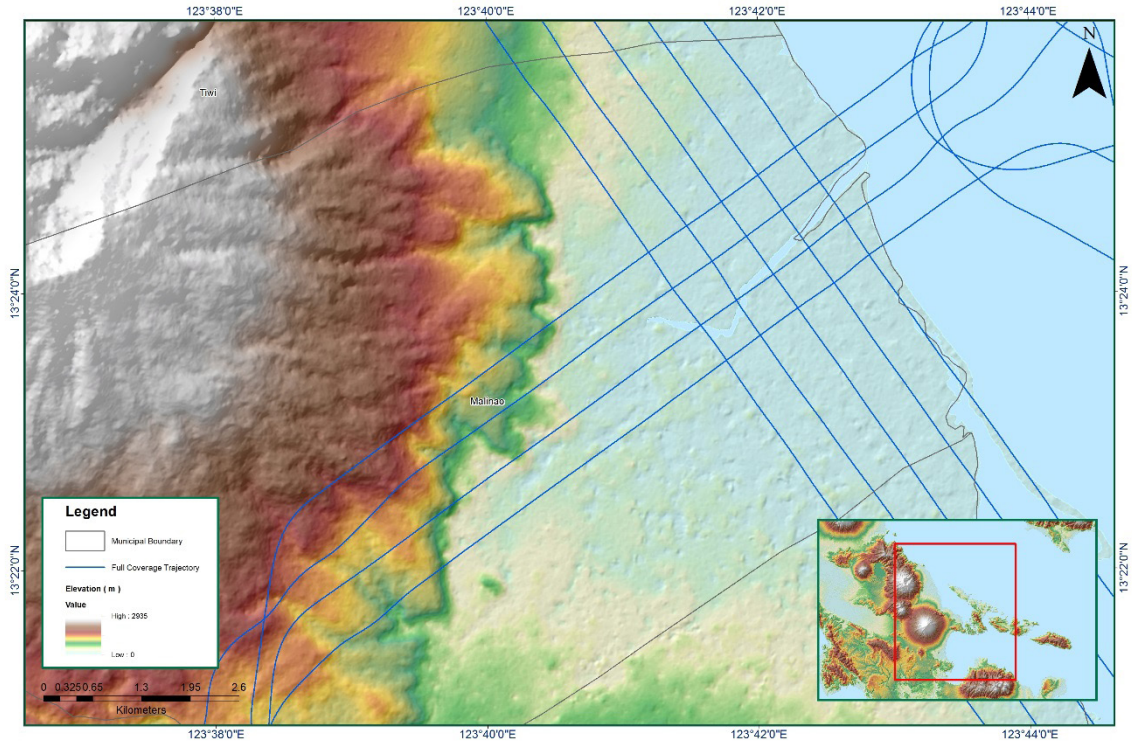 123°38'0"E 123°40'0"E 123°42'0"E 123°44'0"E
N
Tiwi
13°24'0"N 13°24'0"N
Malinao
13°22'0"N 13°22'0"N
Legend
Municipal Boundary
Full Coverage Trajectory
Elevation ( m )
Value
High : 2935
Low : 0
0 0.325 0.65 1.3 1.95 2.6
Kilometers
123°38'0"E 123°40'0"E 123°42'0"E 123°44'0"E